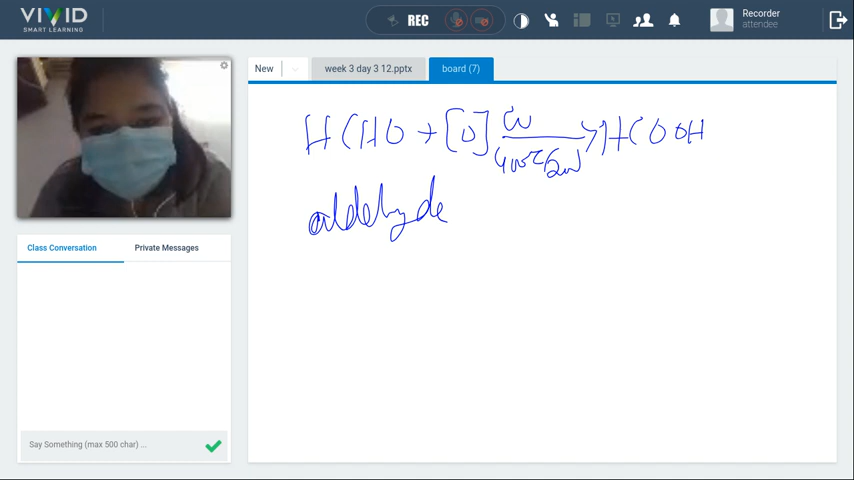 VIVID
SMART LEARNING
REC
Recorder
attendee
New
week 3 day 3 12.pptx
board (7)
HCHO + [O] Cu → HCOOH
aldehyde
Class Conversation
Private Messages
Say Something (max 500 char) ...